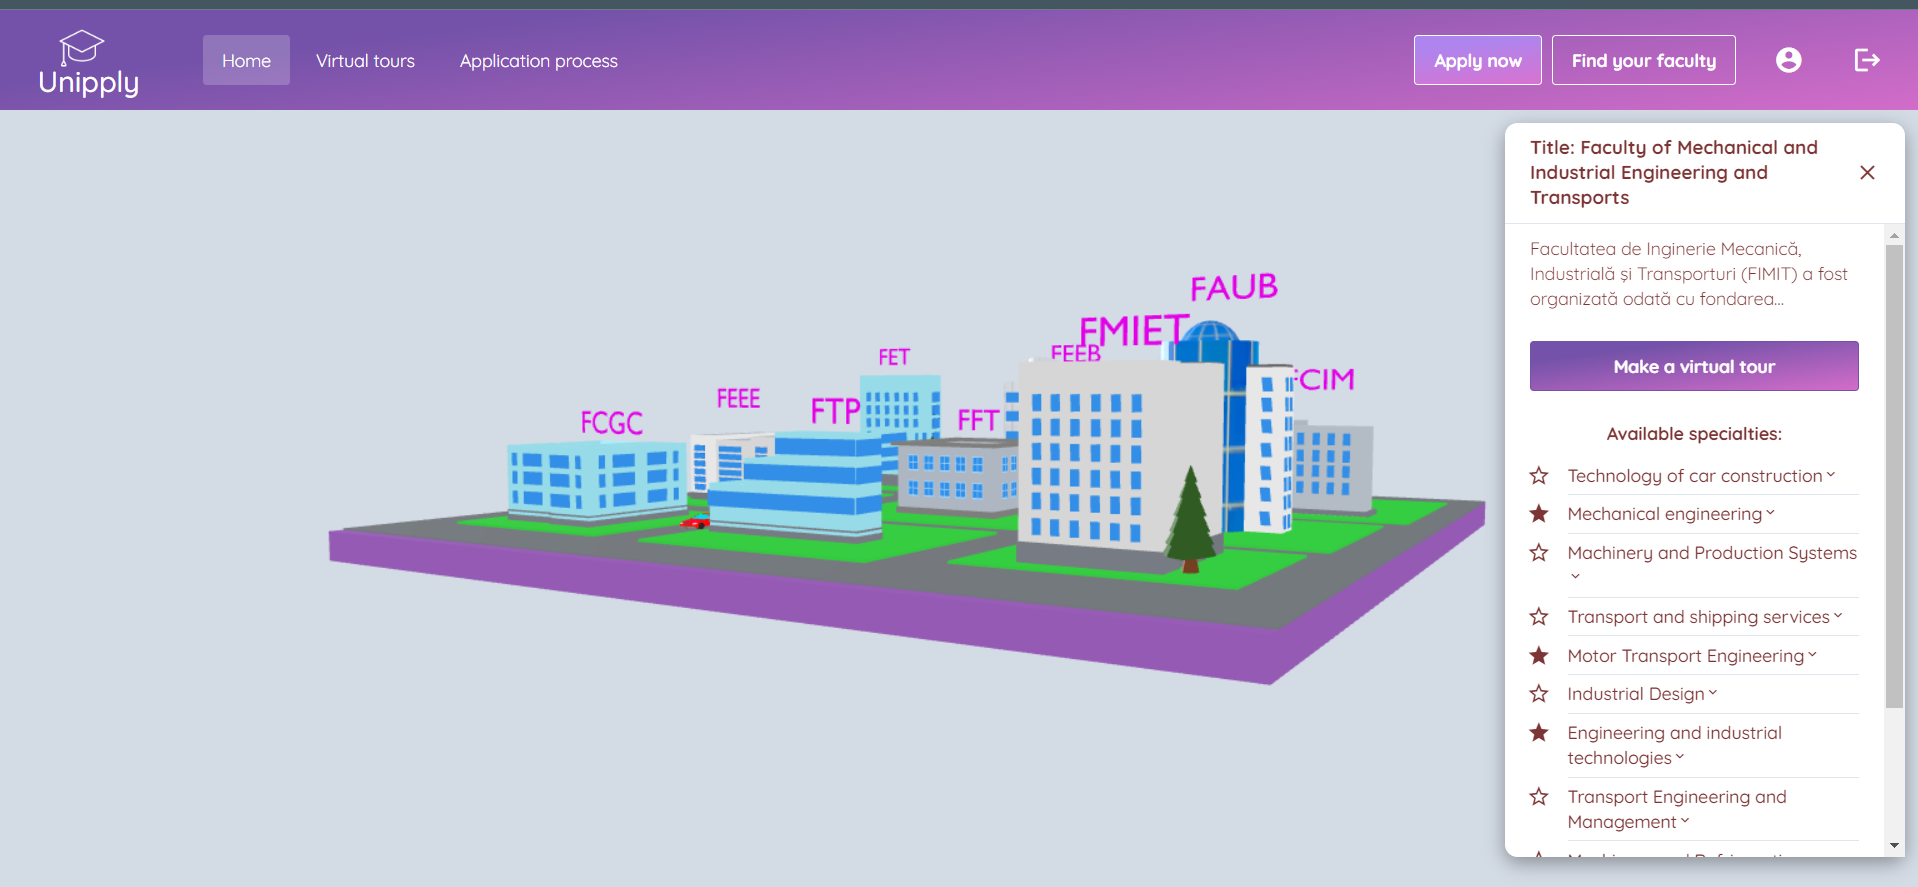 Unipply
Home
Virtual tours
Application process
Apply now
Find your faculty
FAUB
FMIET
FEEB
FET
FCIM
FEEE
FTP
FFT
FCGC
Title: Faculty of Mechanical and
Industrial Engineering and
Transports
Facultatea de Inginerie Mecanică,
Industrială și Transporturi (FIMIT) a fost
organizată odată cu fondarea...
Make a virtual tour
Available specialties:
Technology of car construction
Mechanical engineering
Machinery and Production Systems
Transport and shipping services
Motor Transport Engineering
Industrial Design
Engineering and industrial
technologies
Transport Engineering and
Management